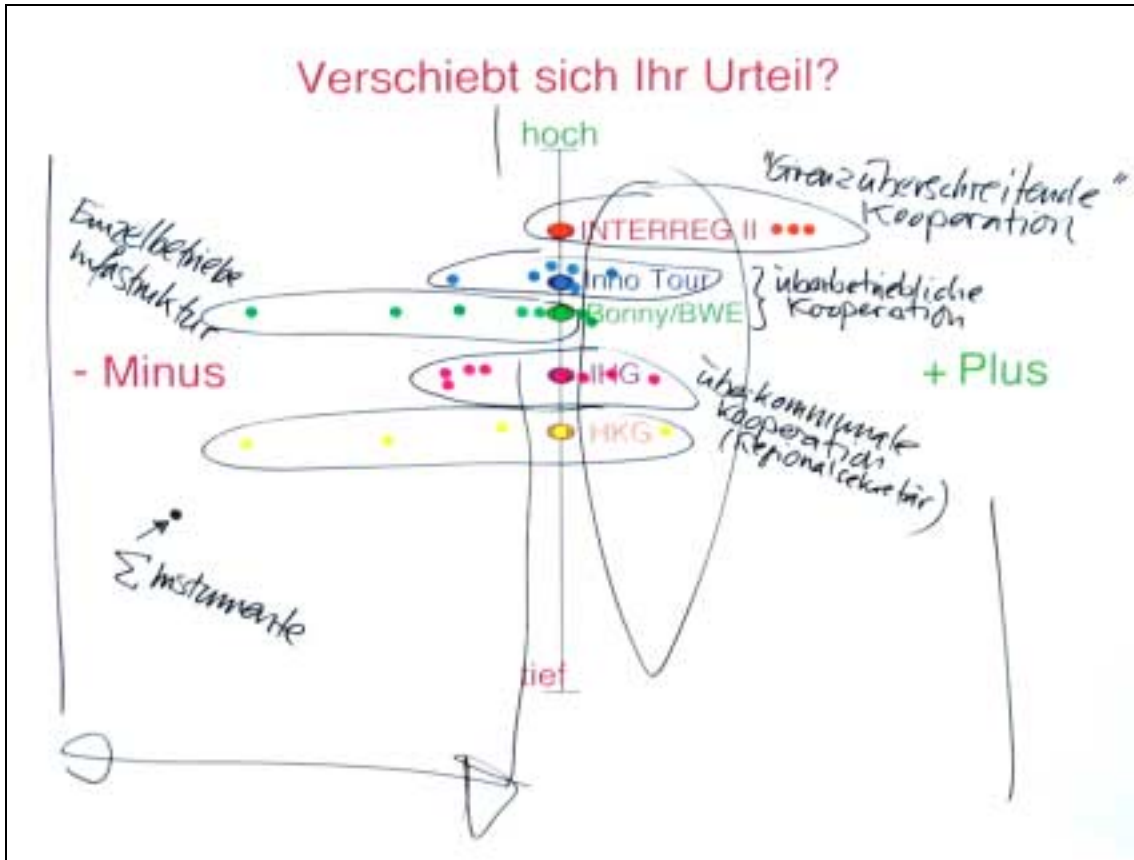 Verschiebt sich Ihr Urteil?
hoch
"Grenzüberschreitende"
Kooperation
Einzelbetriebe
Infastruktur
INTERREG II
Inno Tour
Bonny/BWE
überbetriebliche
Kooperation
- Minus
IHG
+ Plus
HKG
überkommunale
Kooperation
(Regionalsekretär)
Σ Instrumente
tief